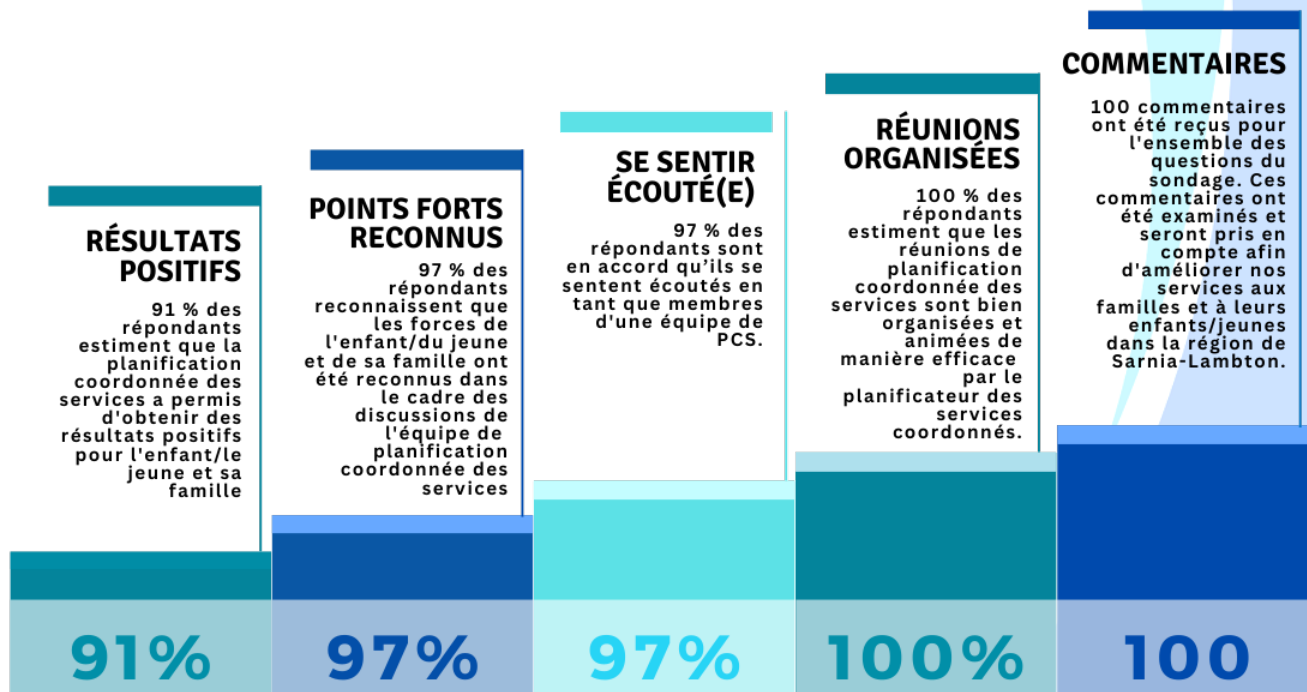 RÉSULTATS
POSITIFS
91 % des
répondants
estiment que la
planification
coordonnée des
services a permis
d'obtenir des
résultats positifs
pour l'enfant/le
jeune et sa
famille
91%
POINTS FORTS
RECONNUS
97 % des
répondants
reconnaissent que
les forces de
l'enfant/du jeune
et de sa famille ont
été reconnus dans
le cadre des
discussions de
l'équipe de
planification
coordonnée des
services
97%
SE SENTIR
ÉCOUTÉ(E)
97 % des
répondants sont
en accord qu’ils se
sentent écoutés en
tant que membres
d'une équipe de
PCS.
97%
RÉUNIONS
ORGANISÉES
100 % des
répondants
estiment que les
réunions de
planification
coordonnée des
services sont bien
organisées et
animées de
manière efficace
par le
planificateur des
services
coordonnés.
100%
COMMENTAIRES
100 commentaires
ont été reçus pour
l'ensemble des
questions du
sondage. Ces
commentaires ont
été examinés et
seront pris en
compte afin
d'améliorer nos
services aux
familles et à leurs
enfants/jeunes
dans la région de
Sarnia-Lambton.
100